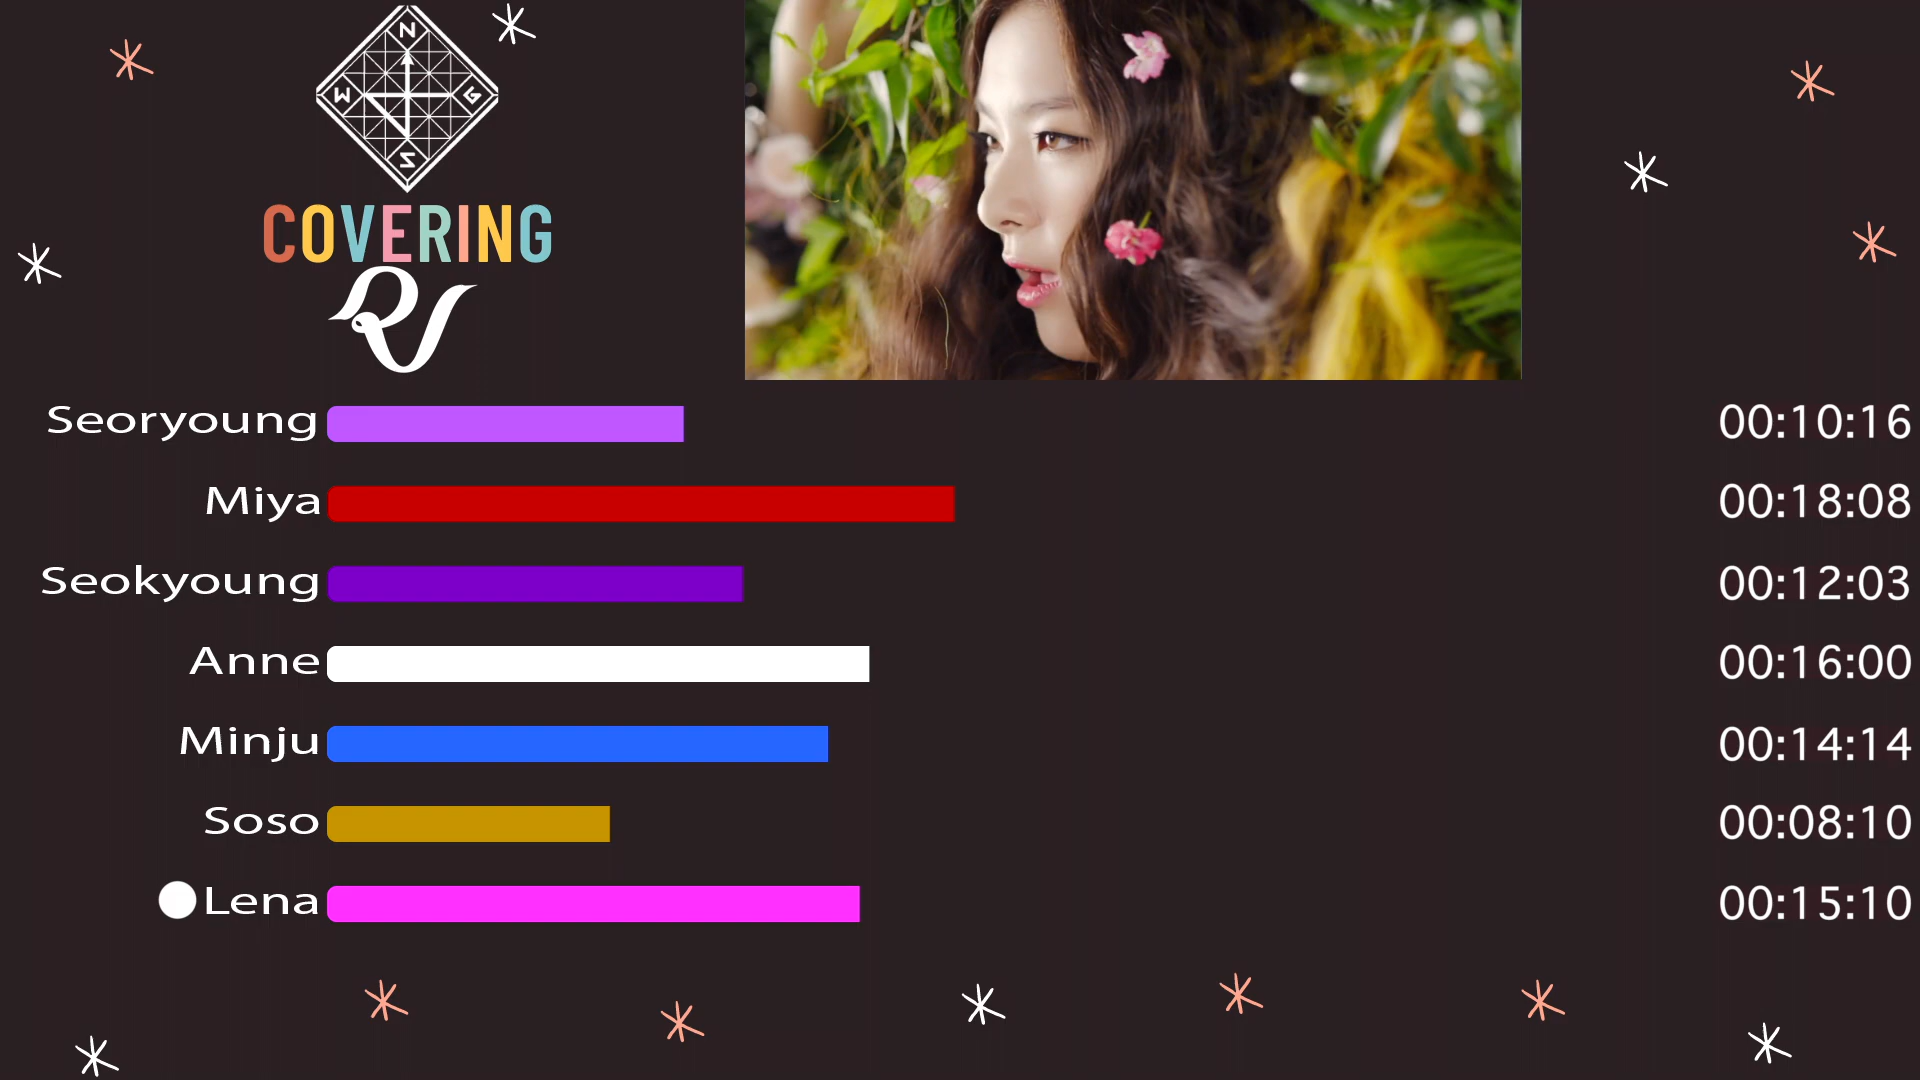 N
W G
S
COVERING
RV
Seoryoung 00:10:16
Miya 00:18:08
Seokyoung 00:12:03
Anne 00:16:00
Minju 00:14:14
Soso 00:08:10
Lena 00:15:10